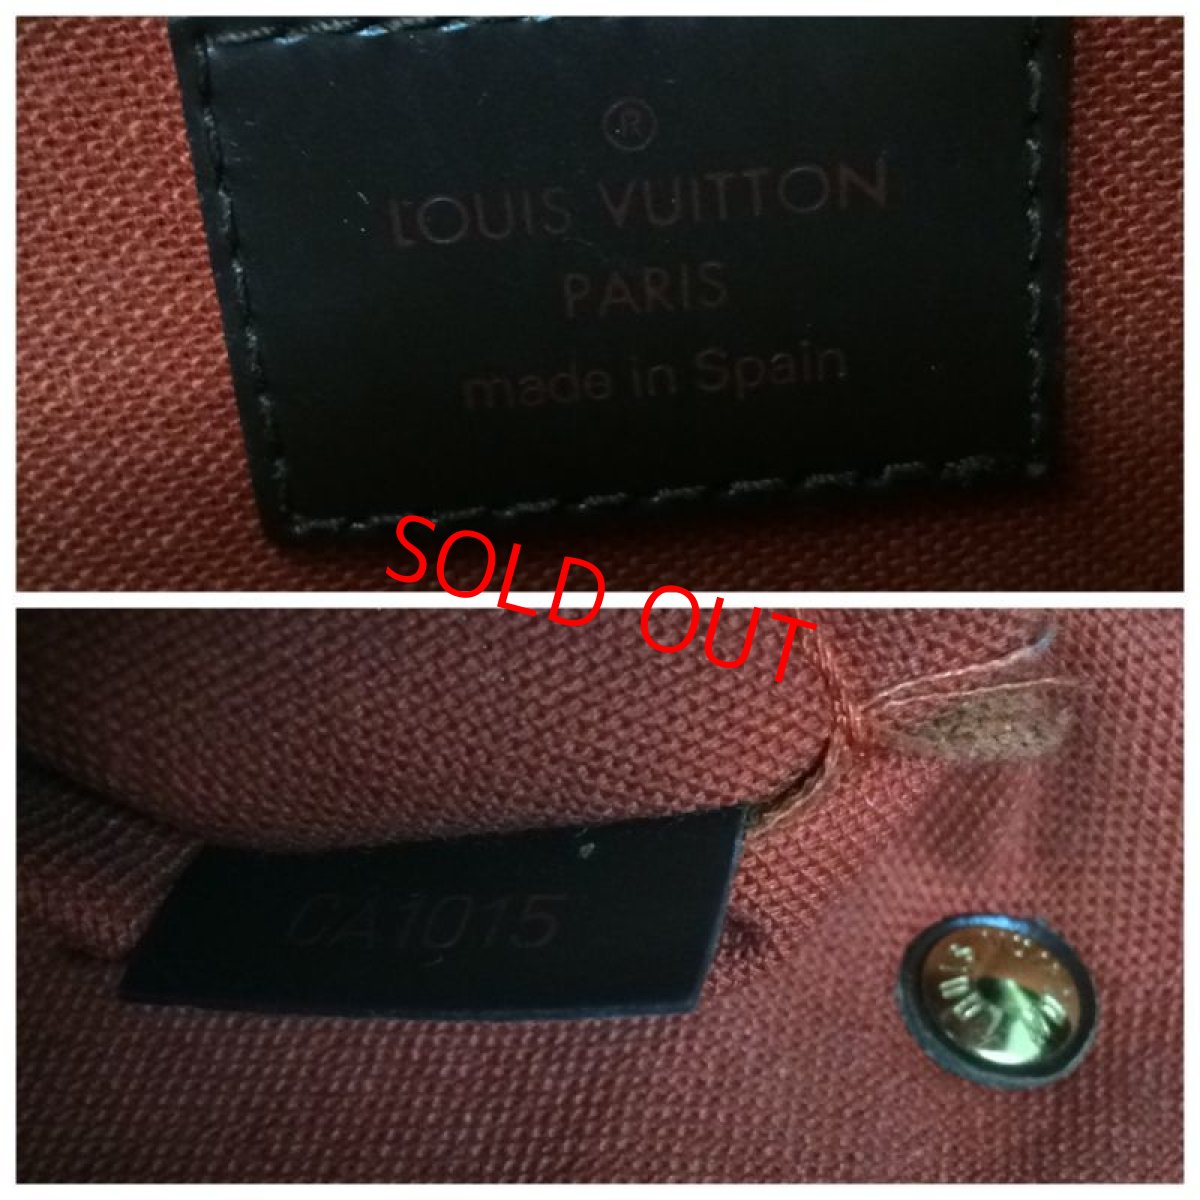 ®
LOUIS VUITTON
PARIS
made in Spain
SOLD OUT
CA1015